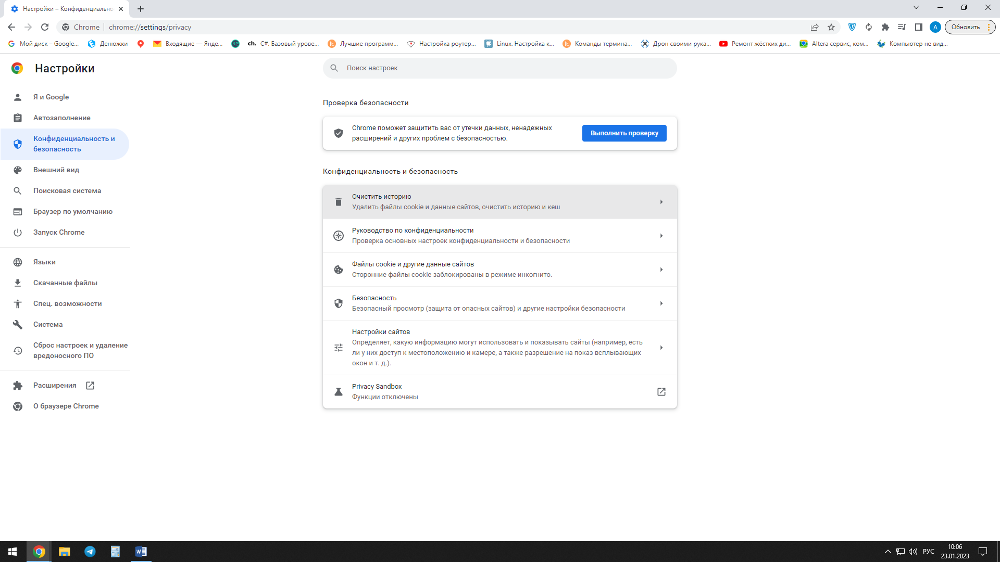 Настройки – Конфиденциально
Chrome
chrome://settings/privacy
Обновить
A
Мой диск – Google...
Денюжки
Входящие — Янде...
ch.
C#. Базовый урове...
lt
Лучшие программ...
Настройка роутер...
Linux. Настройка к...
lt
Команды термина...
Дрон своими рука...
Ремонт жёстких ди...
Altera сервис, ком...
Компьютер не вид...
Настройки
Поиск настроек
Я и Google
Автозаполнение
Конфиденциальность и
безопасность
Внешний вид
Поисковая система
Браузер по умолчанию
Запуск Chrome
Языки
Скачанные файлы
Спец. возможности
Система
Сброс настроек и удаление
вредоносного ПО
Расширения
О браузере Chrome
Проверка безопасности
Chrome поможет защитить вас от утечки данных, ненадежных
расширений и других проблем с безопасностью.
Выполнить проверку
Конфиденциальность и безопасность
Очистить историю
Удалить файлы cookie и данные сайтов, очистить историю и кеш
Руководство по конфиденциальности
Проверка основных настроек конфиденциальности и безопасности
Файлы cookie и другие данные сайтов
Сторонние файлы cookie заблокированы в режиме инкогнито.
Безопасность
Безопасный просмотр (защита от опасных сайтов) и другие настройки безопасности
Настройки сайтов
Определяет, какую информацию могут использовать и показывать сайты (например, есть
ли у них доступ к местоположению и камере, а также разрешение на показ всплывающих
окон и т. д.).
Privacy Sandbox
Функции отключены
РУС
10:06
23.01.2023